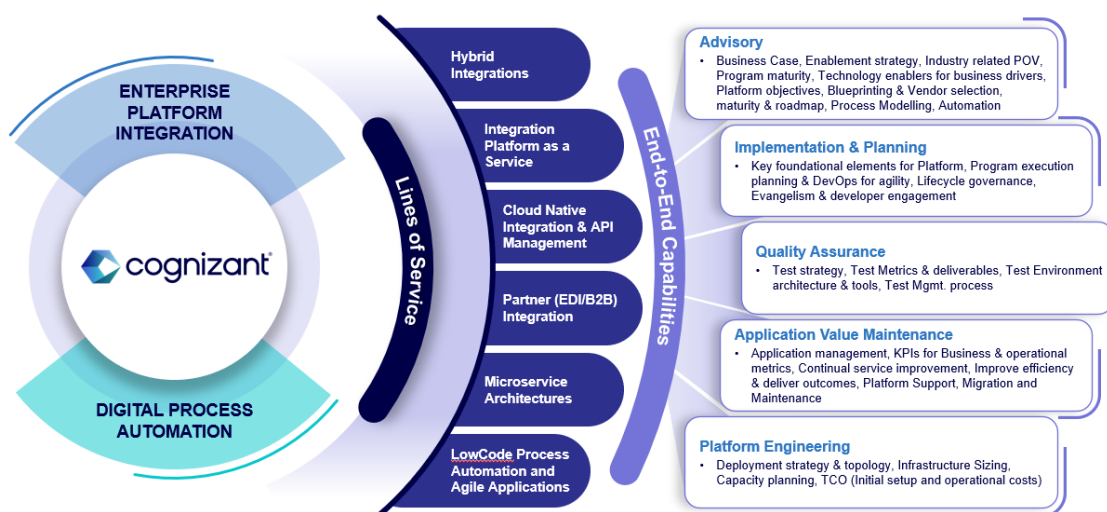 ENTERPRISE
PLATFORM
INTEGRATION
cognizant
DIGITAL PROCESS
AUTOMATION
Lines of Service
Hybrid
Integrations
Integration
Platform as a
Service
Cloud Native
Integration & API
Management
Partner (EDI/B2B)
Integration
Microservice
Architectures
LowCode Process
Automation and
Agile Applications
End-to-End Capabilities
Advisory
• Business Case, Enablement strategy, Industry related POV,
Program maturity, Technology enablers for business drivers,
Platform objectives, Blueprinting & Vendor selection,
maturity & roadmap, Process Modelling, Automation
Implementation & Planning
• Key foundational elements for Platform, Program execution
planning & DevOps for agility, Lifecycle governance,
Evangelism & developer engagement
Quality Assurance
• Test strategy, Test Metrics & deliverables, Test Environment
architecture & tools, Test Mgmt. process
Application Value Maintenance
• Application management, KPIs for Business & operational
metrics, Continual service improvement, Improve efficiency
& deliver outcomes, Platform Support, Migration and
Maintenance
Platform Engineering
• Deployment strategy & topology, Infrastructure Sizing,
Capacity planning, TCO (Initial setup and operational costs)